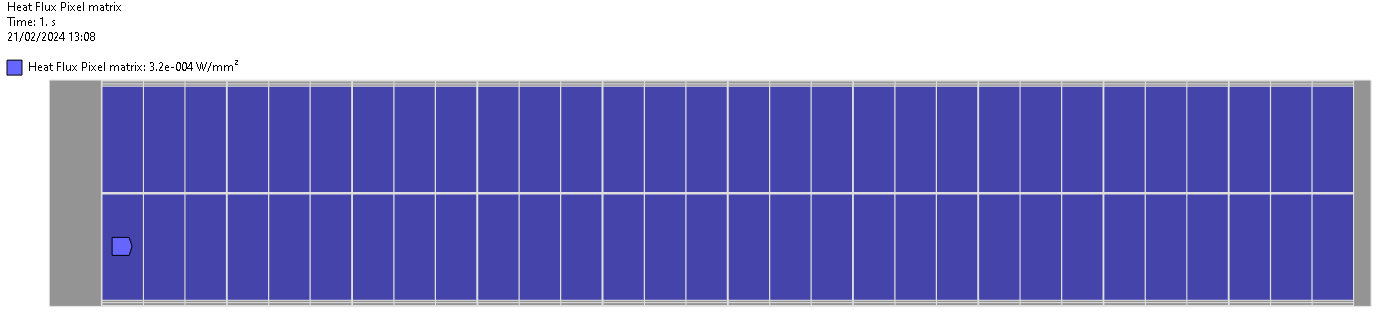 Heat Flux Pixel matrix
Time: 1. s
21/02/2024 13:08
Heat Flux Pixel matrix: 3.2e-004 W/mm²